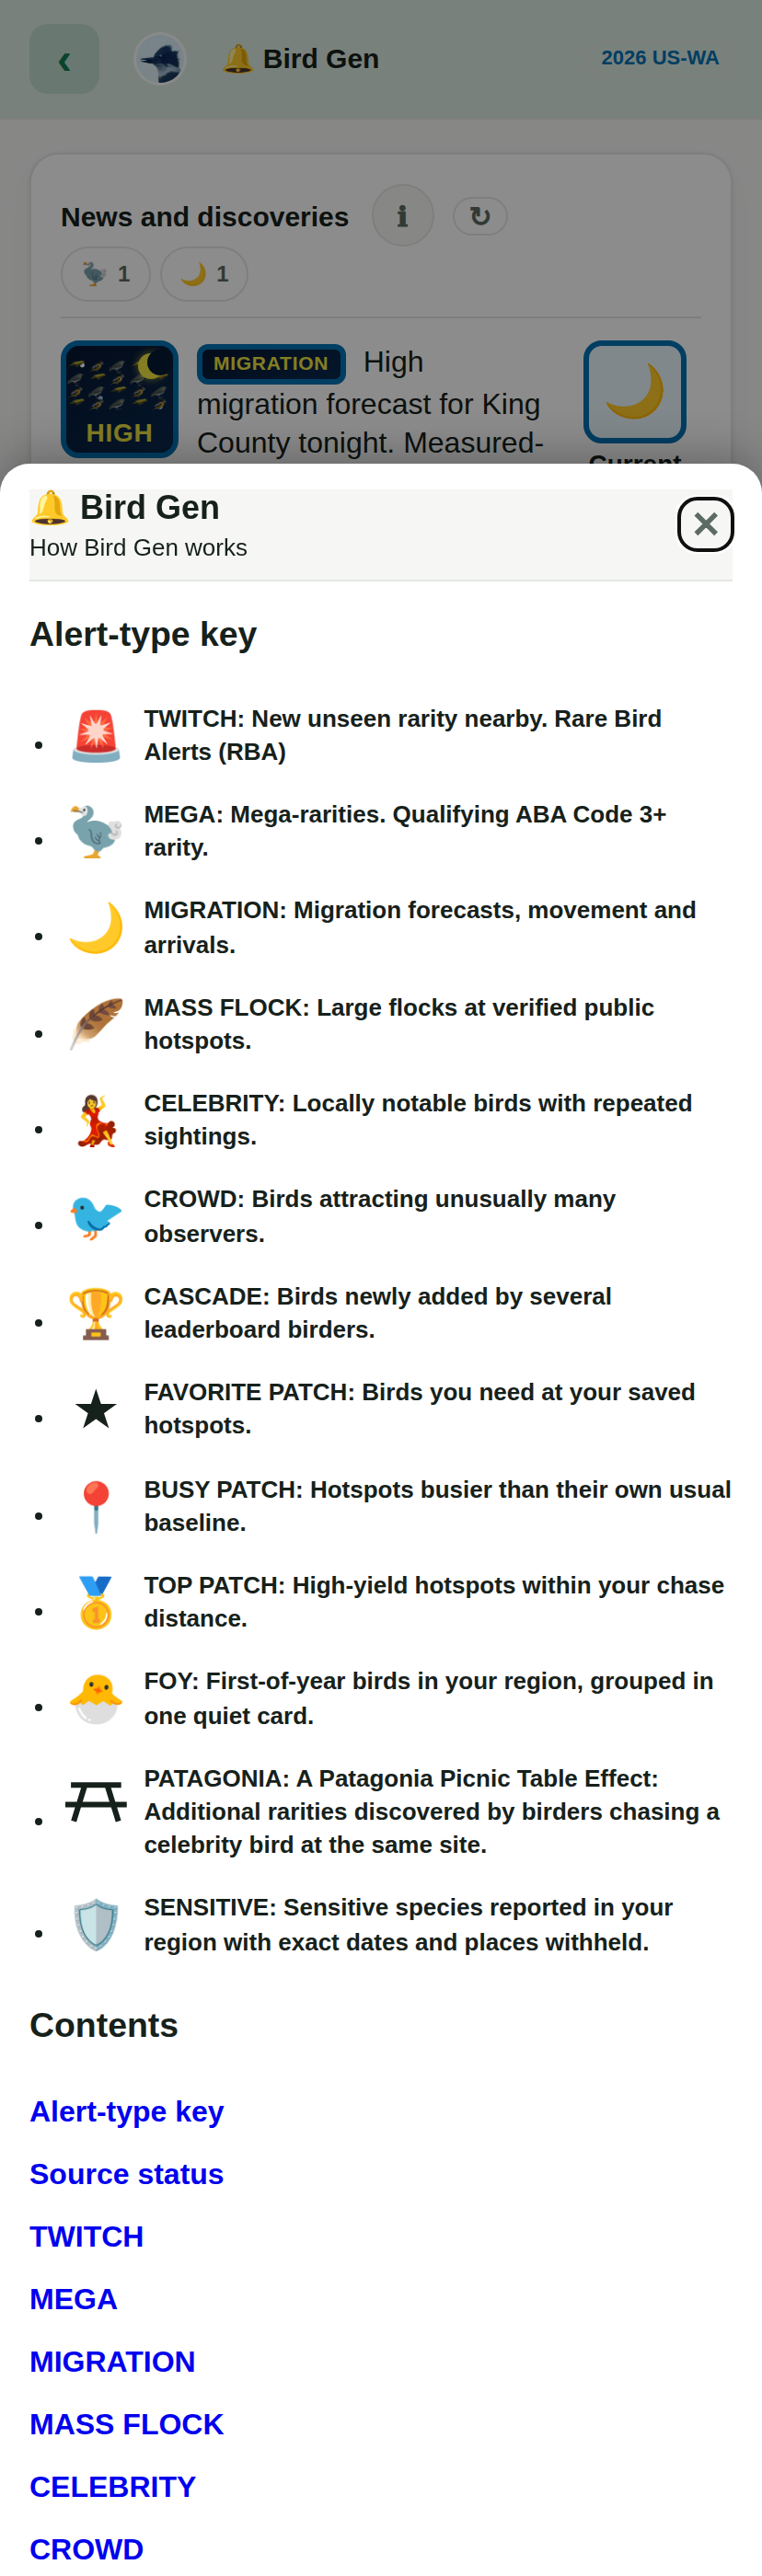 ‹ 🔔 Bird Gen 2026 US-WA
News and discoveries ℹ ↻
🦤 1 🌙 1
HIGH
MIGRATION High
migration forecast for King
County tonight. Measured-
🔔 Bird Gen
How Bird Gen works
✕
Alert-type key
TWITCH: New unseen rarity nearby. Rare Bird
Alerts (RBA)
MEGA: Mega-rarities. Qualifying ABA Code 3+
rarity.
MIGRATION: Migration forecasts, movement and
arrivals.
MASS FLOCK: Large flocks at verified public
hotspots.
CELEBRITY: Locally notable birds with repeated
sightings.
CROWD: Birds attracting unusually many
observers.
CASCADE: Birds newly added by several
leaderboard birders.
FAVORITE PATCH: Birds you need at your saved
hotspots.
BUSY PATCH: Hotspots busier than their own usual
baseline.
TOP PATCH: High-yield hotspots within your chase
distance.
FOY: First-of-year birds in your region, grouped in
one quiet card.
PATAGONIA: A Patagonia Picnic Table Effect:
Additional rarities discovered by birders chasing a
celebrity bird at the same site.
SENSITIVE: Sensitive species reported in your
region with exact dates and places withheld.
Contents
Alert-type key
Source status
TWITCH
MEGA
MIGRATION
MASS FLOCK
CELEBRITY
CROWD